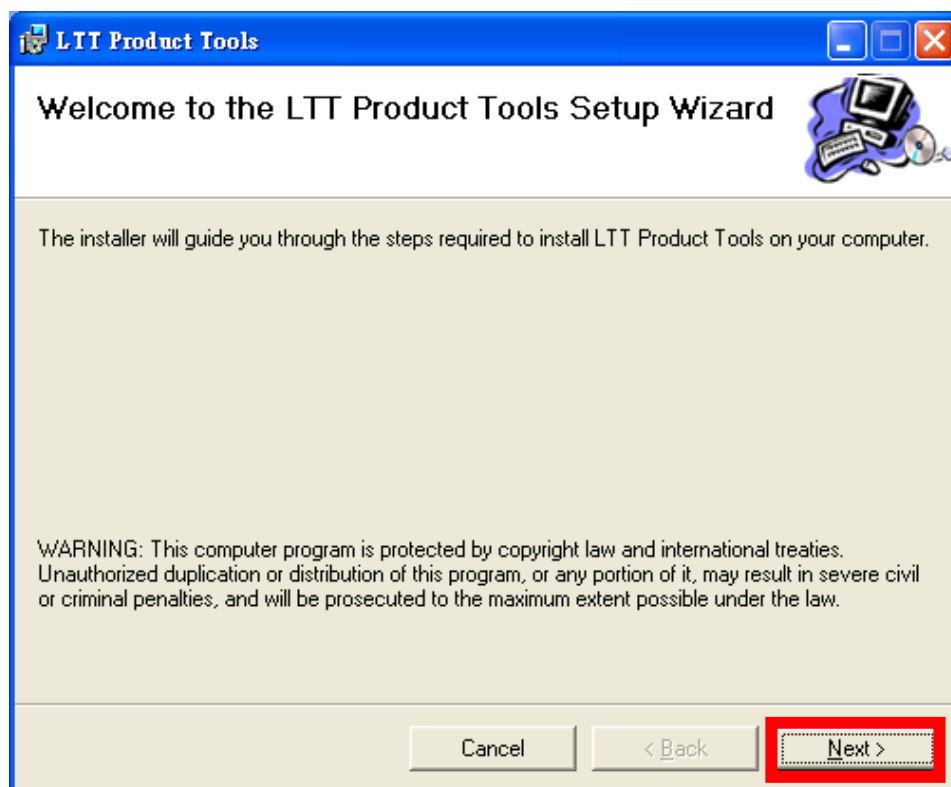 LTT Product Tools
Welcome to the LTT Product Tools Setup Wizard
The installer will guide you through the steps required to install LTT Product Tools on your computer.
WARNING: This computer program is protected by copyright law and international treaties.
Unauthorized duplication or distribution of this program, or any portion of it, may result in severe civil
or criminal penalties, and will be prosecuted to the maximum extent possible under the law.
Cancel
< Back
Next >